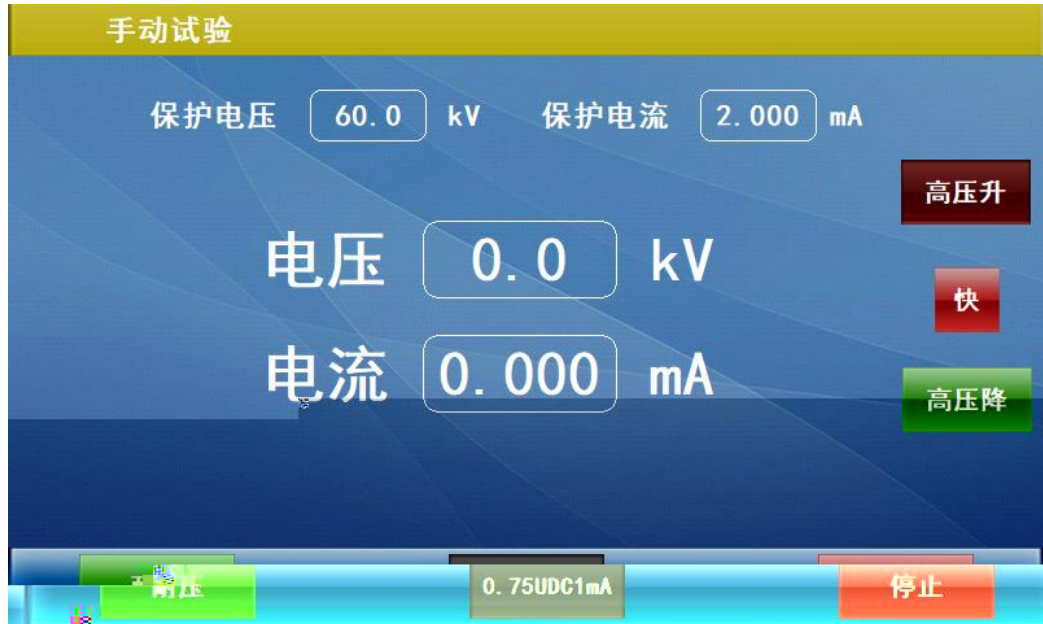 手动试验
保护电压 60.0 kV 保护电流 2.000 mA
高压升
电压 0.0 kV
快
电流 0.000 mA
高压降
耐压 0.75UDC1mA 停止